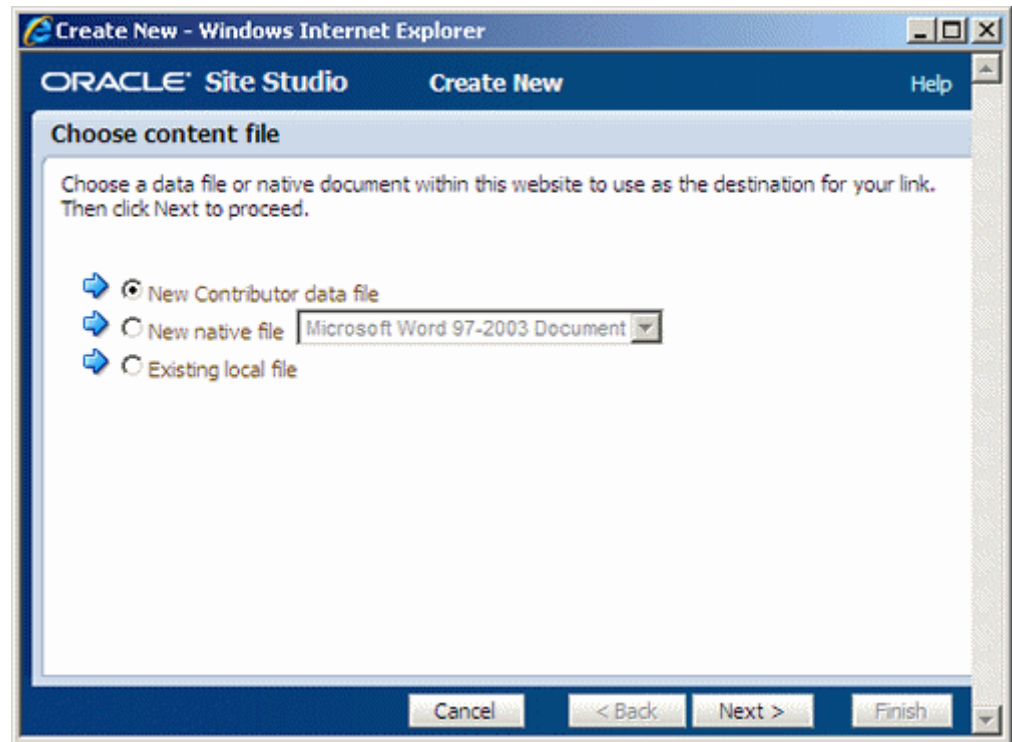 Create New - Windows Internet Explorer
ORACLE Site Studio Create New Help
Choose content file
Choose a data file or native document within this website to use as the destination for your link.
Then click Next to proceed.
New Contributor data file
New native file Microsoft Word 97-2003 Document
Existing local file
Cancel < Back Next > Finish